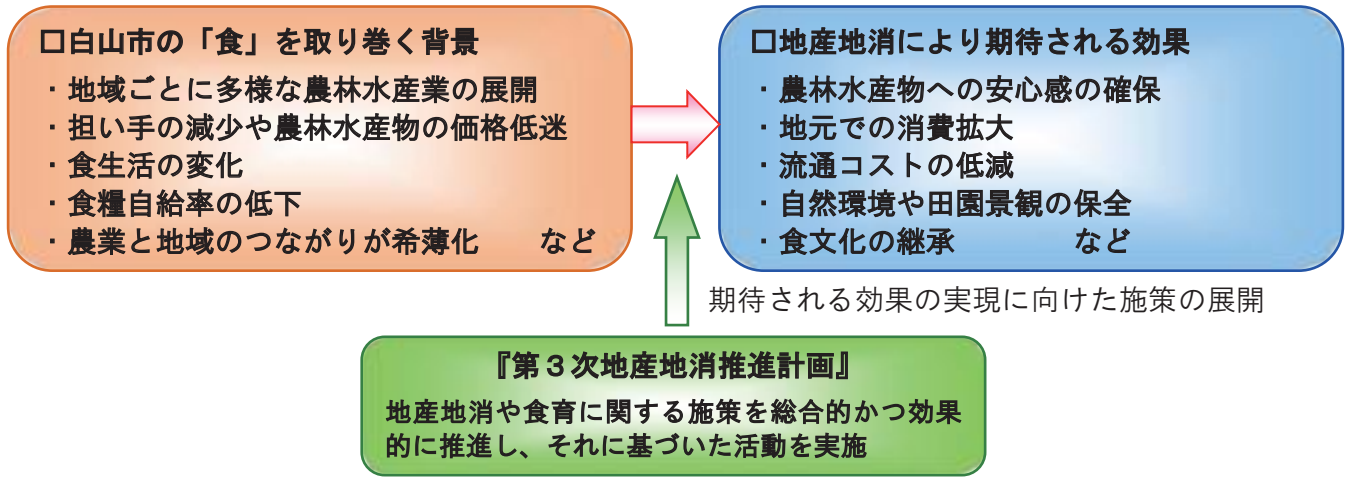 □白山市の「食」を取り巻く背景
・地域ごとに多様な農林水産業の展開
・担い手の減少や農林水産物の価格低迷
・食生活の変化
・食糧自給率の低下
・農業と地域のつながりが希薄化　　など
□地産地消により期待される効果
・農林水産物への安心感の確保
・地元での消費拡大
・流通コストの低減
・自然環境や田園景観の保全
・食文化の継承　　　　など
期待される効果の実現に向けた施策の展開
『第３次地産地消推進計画』
地産地消や食育に関する施策を総合的かつ効果
的に推進し、それに基づいた活動を実施